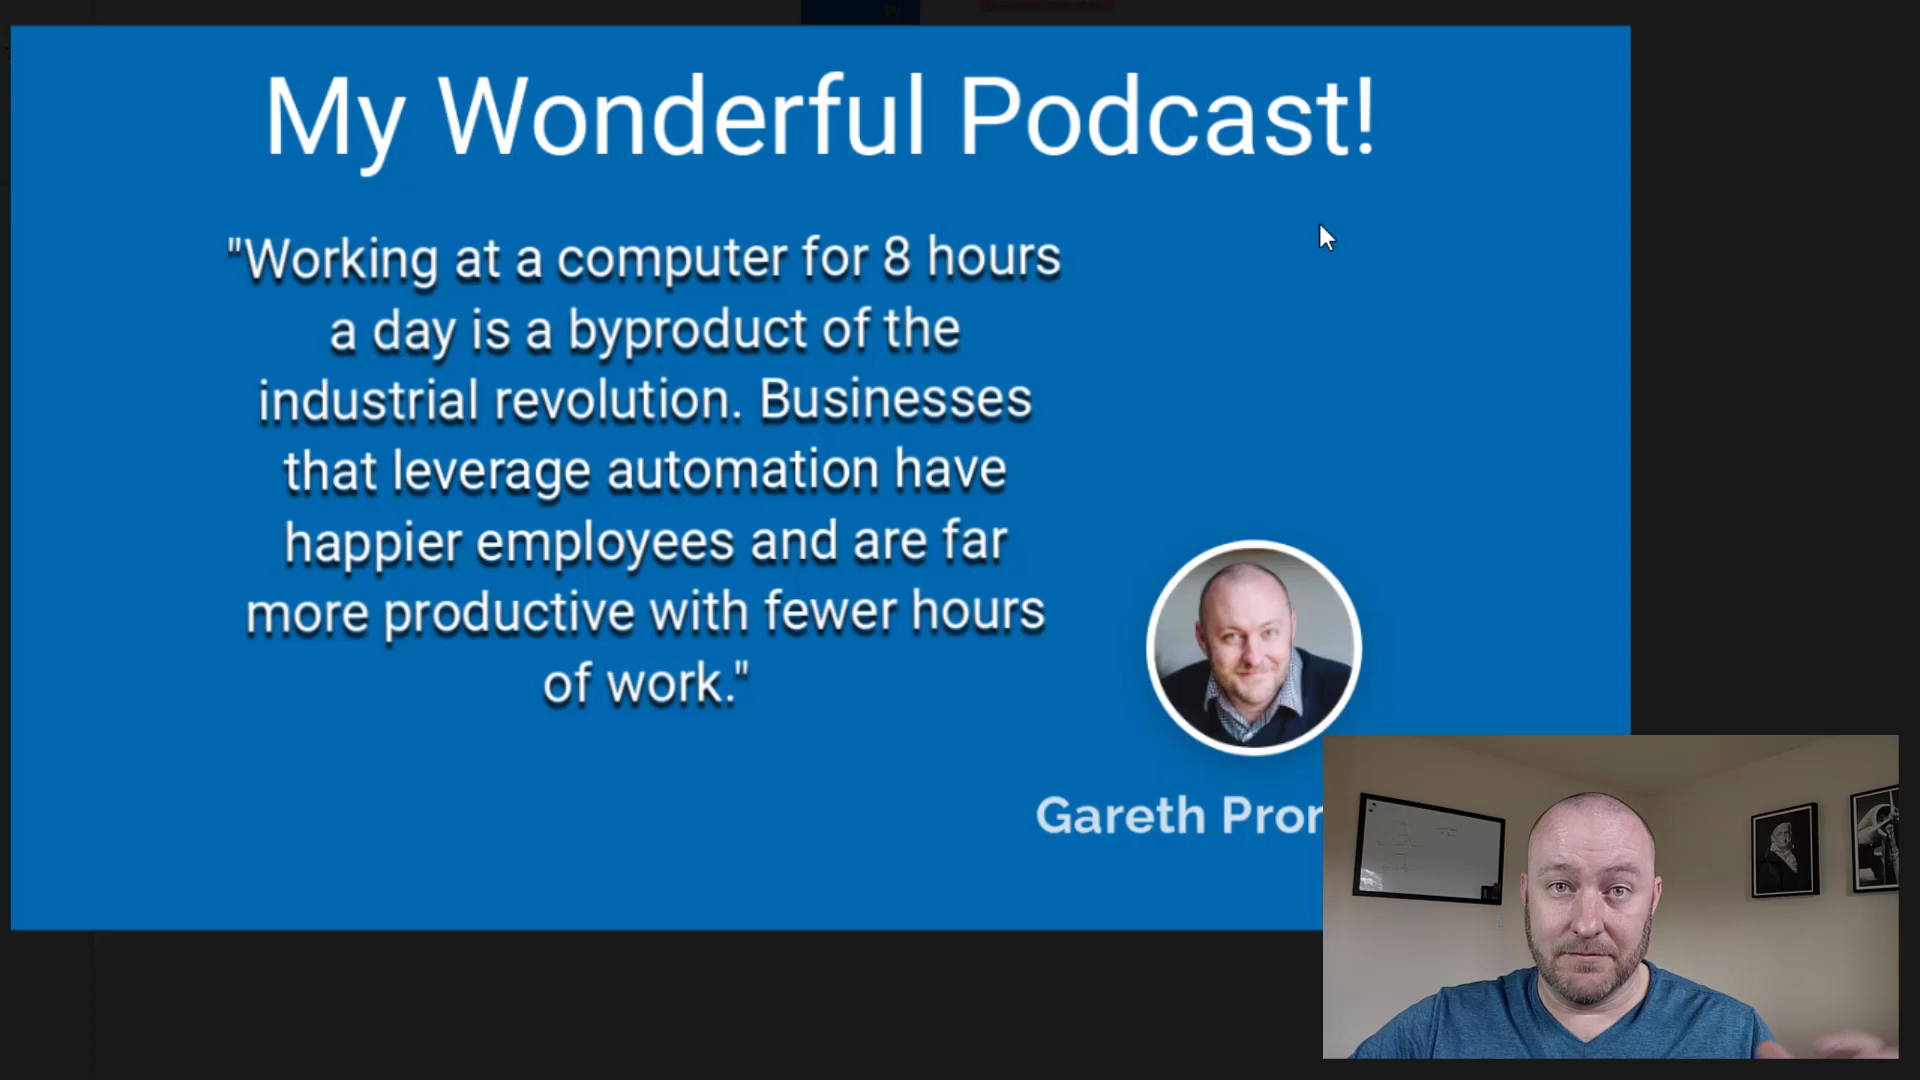 My Wonderful Podcast!
"Working at a computer for 8 hours
a day is a byproduct of the
industrial revolution. Businesses
that leverage automation have
happier employees and are far
more productive with fewer hours
of work."
Gareth